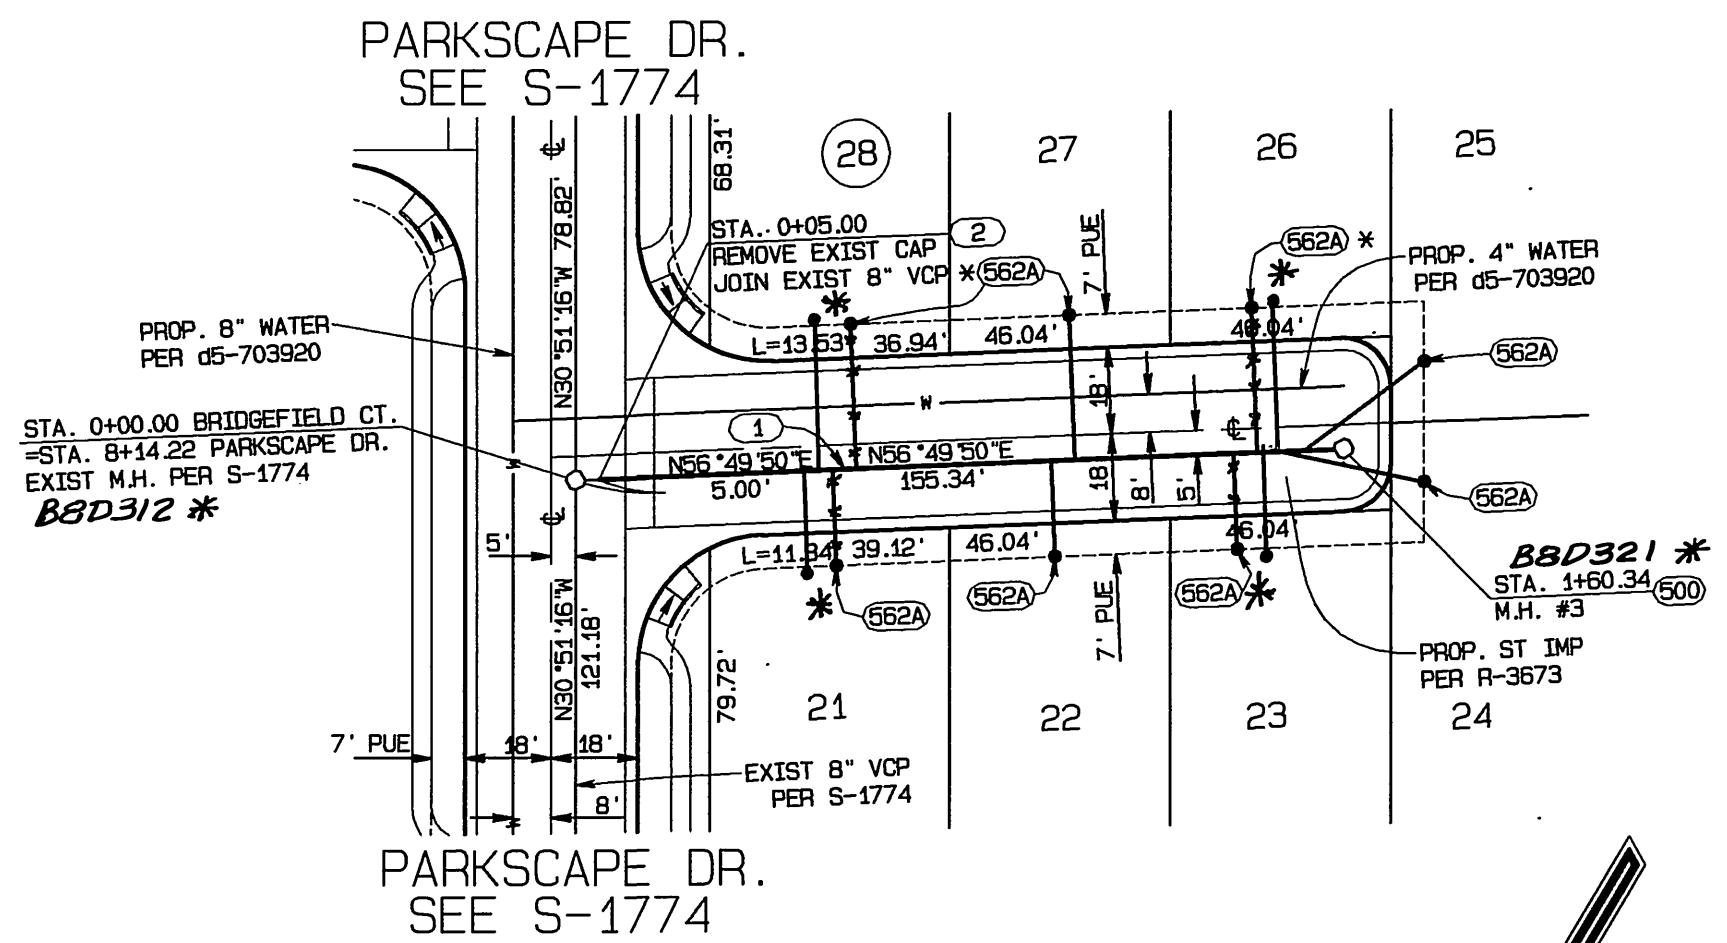 PARKSCAPE DR.
SEE S-1774
28
27
26
25
68.31'
℄
N30°51'16"W 78.82'
STA. 0+05.00
REMOVE EXIST CAP
JOIN EXIST 8" VCP *
2
562A
7' PUE
562A *
*
PROP. 4" WATER
PER d5-703920
*
PROP. 8" WATER
PER d5-703920
L=13.53'
36.94'
46.04'
46.04'
562A
18'
W
STA. 0+00.00 BRIDGEFIELD CT.
=STA. 8+14.22 PARKSCAPE DR.
EXIST M.H. PER S-1774
B8D312 *
1
℄
N56°49'50"E
5.00'
N56°49'50"E
155.34'
18'
8'
5'
562A
℄
5'
L=11.84'
39.12'
46.04'
46.04'
B8D321 *
STA. 1+60.34
M.H. #3
500
*
562A
562A
562A
*
7' PUE
N30°51'16"W
121.18'
PROP. ST IMP
PER R-3673
79.72'
21
22
23
24
7' PUE
18'
18'
EXIST 8" VCP
PER S-1774
8'
PARKSCAPE DR.
SEE S-1774